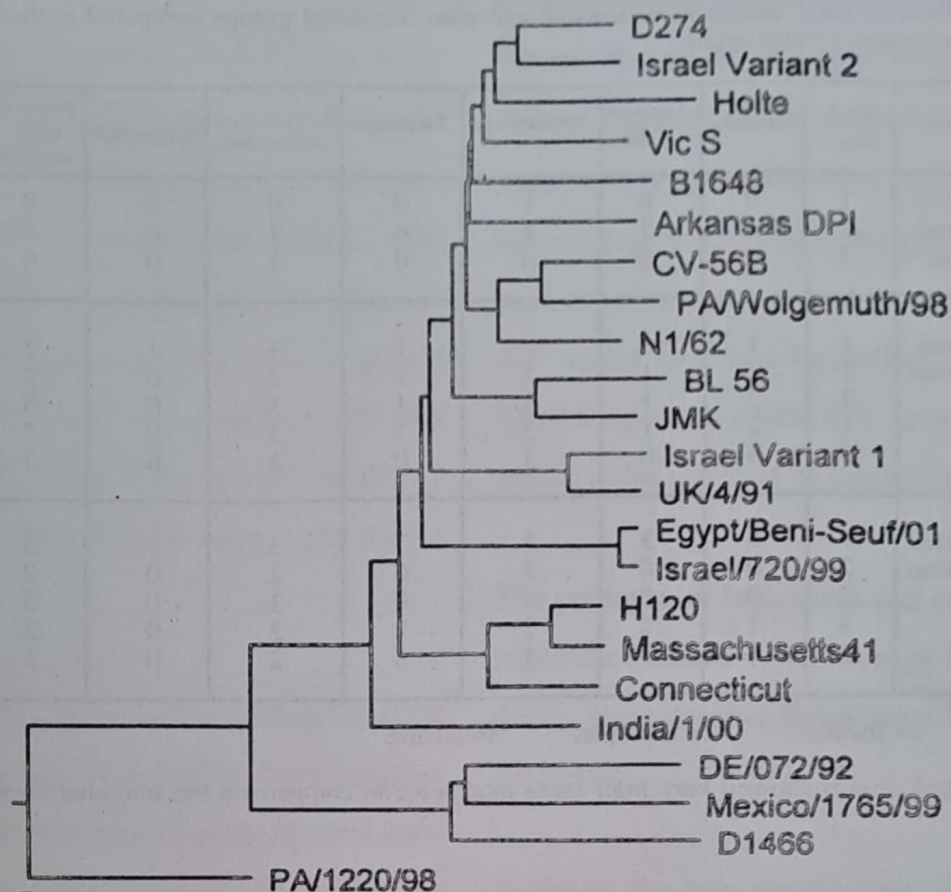 D274
Israel Variant 2
Holte
Vic S
B1648
Arkansas DPI
CV-56B
PA/Wolgemuth/98
N1/62
BL 56
JMK
Israel Variant 1
UK/4/91
Egypt/Beni-Seuf/01
Israel/720/99
H120
Massachusetts41
Connecticut
India/1/00
DE/072/92
Mexico/1765/99
D1466
PA/1220/98